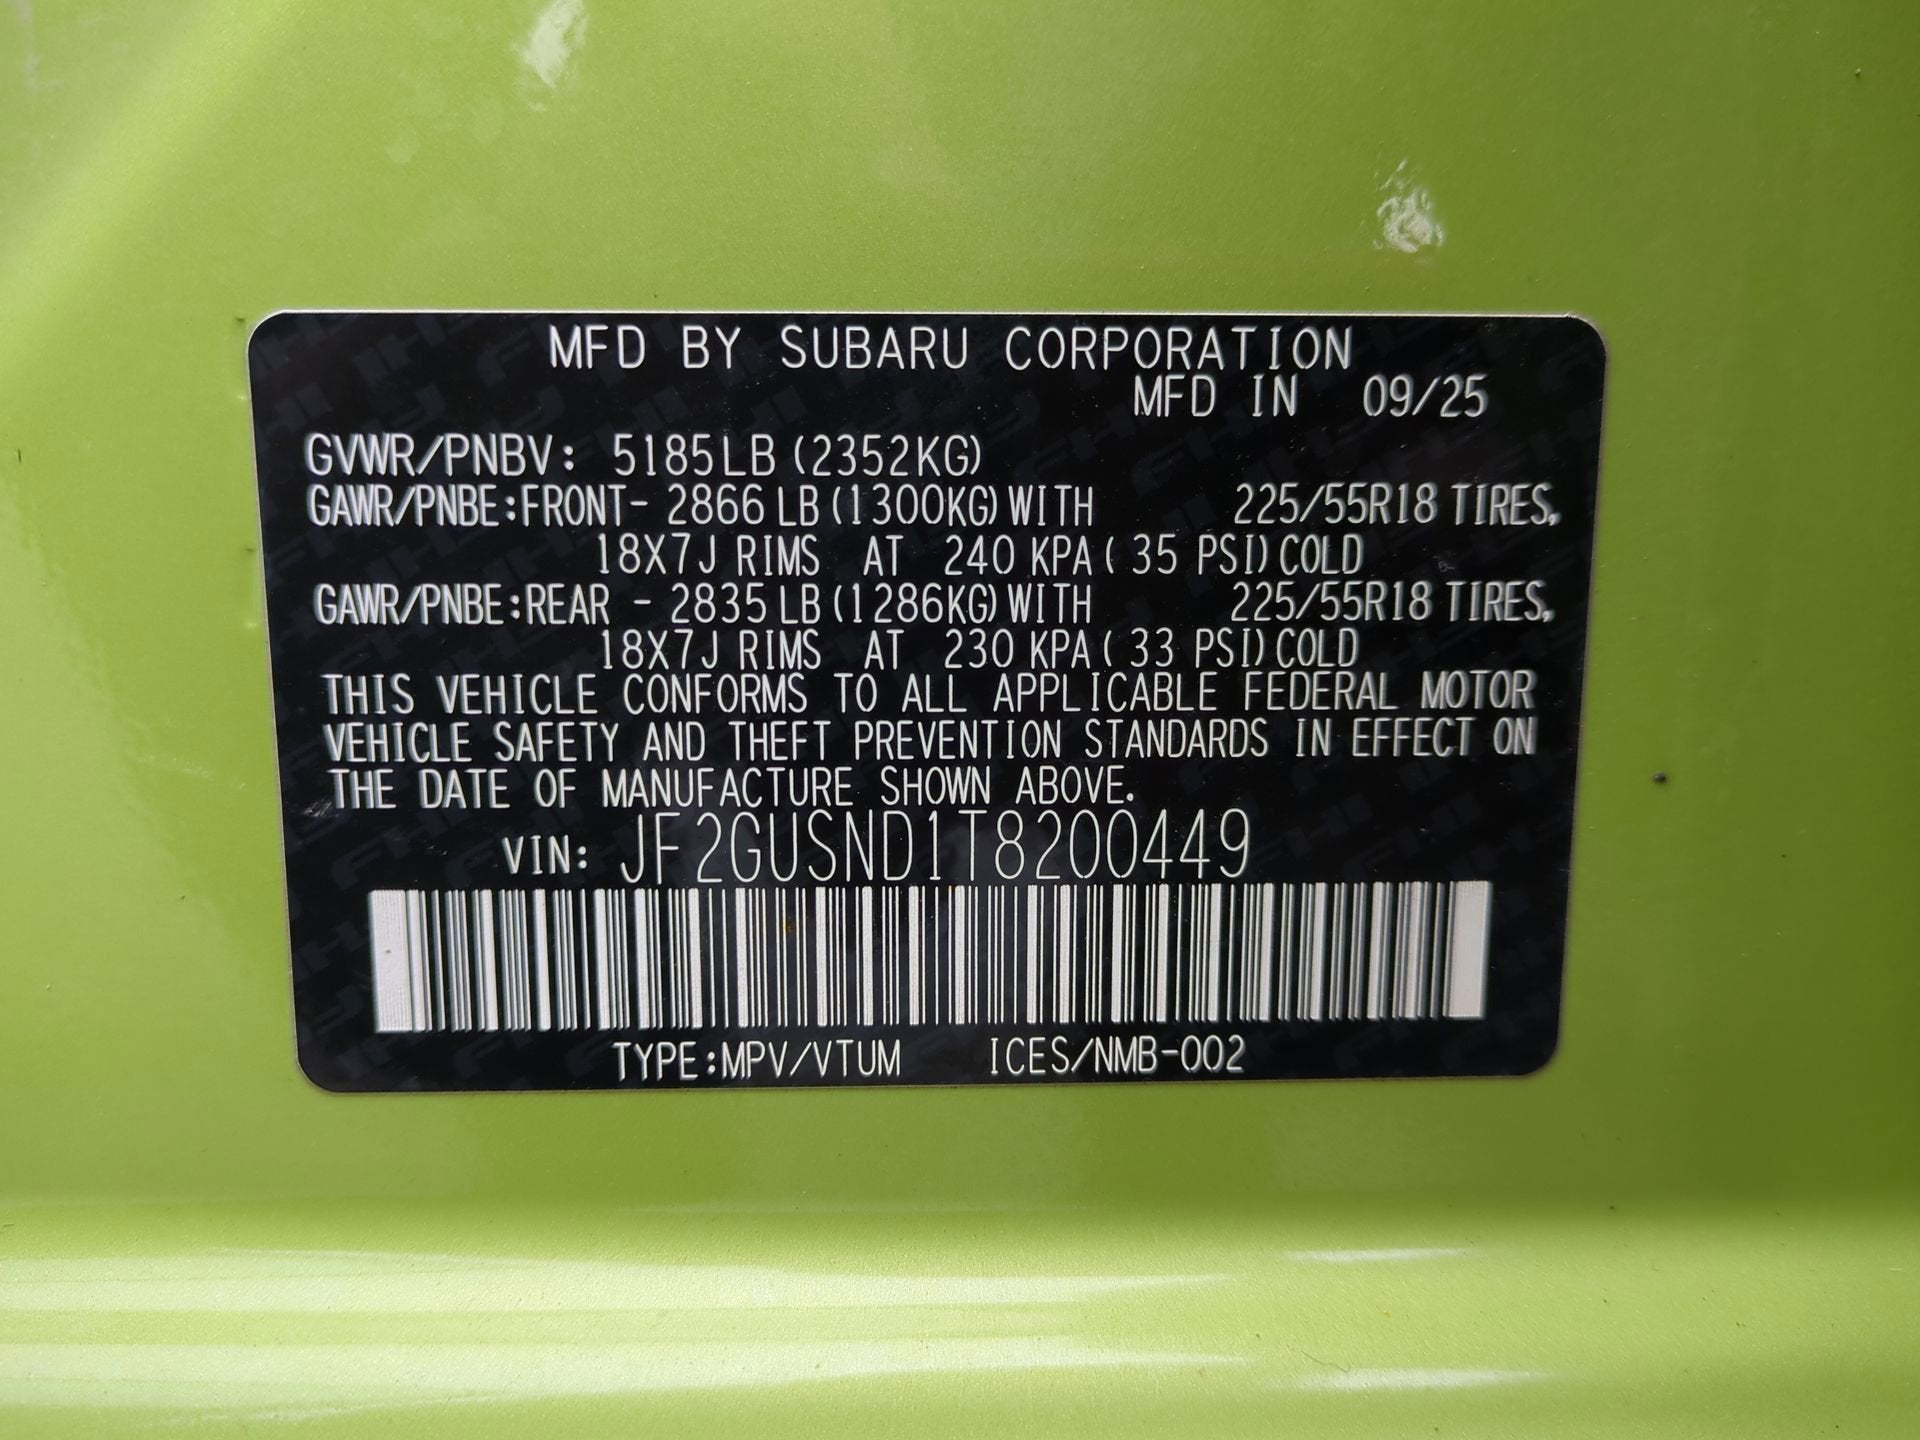 MFD BY SUBARU CORPORATION
MFD IN 09/25
GVWR/PNBV: 5185LB (2352KG)
GAWR/PNBE:FRONT- 2866 LB (1300KG) WITH 225/55R18 TIRES,
18X7J RIMS AT 240 KPA ( 35 PSI) COLD
GAWR/PNBE:REAR - 2835 LB (1286KG) WITH 225/55R18 TIRES,
18X7J RIMS AT 230 KPA ( 33 PSI) COLD
THIS VEHICLE CONFORMS TO ALL APPLICABLE FEDERAL MOTOR
VEHICLE SAFETY AND THEFT PREVENTION STANDARDS IN EFFECT ON
THE DATE OF MANUFACTURE SHOWN ABOVE.
VIN: JF2GUSND1T8200449
TYPE:MPV/VTUM ICES/NMB-002